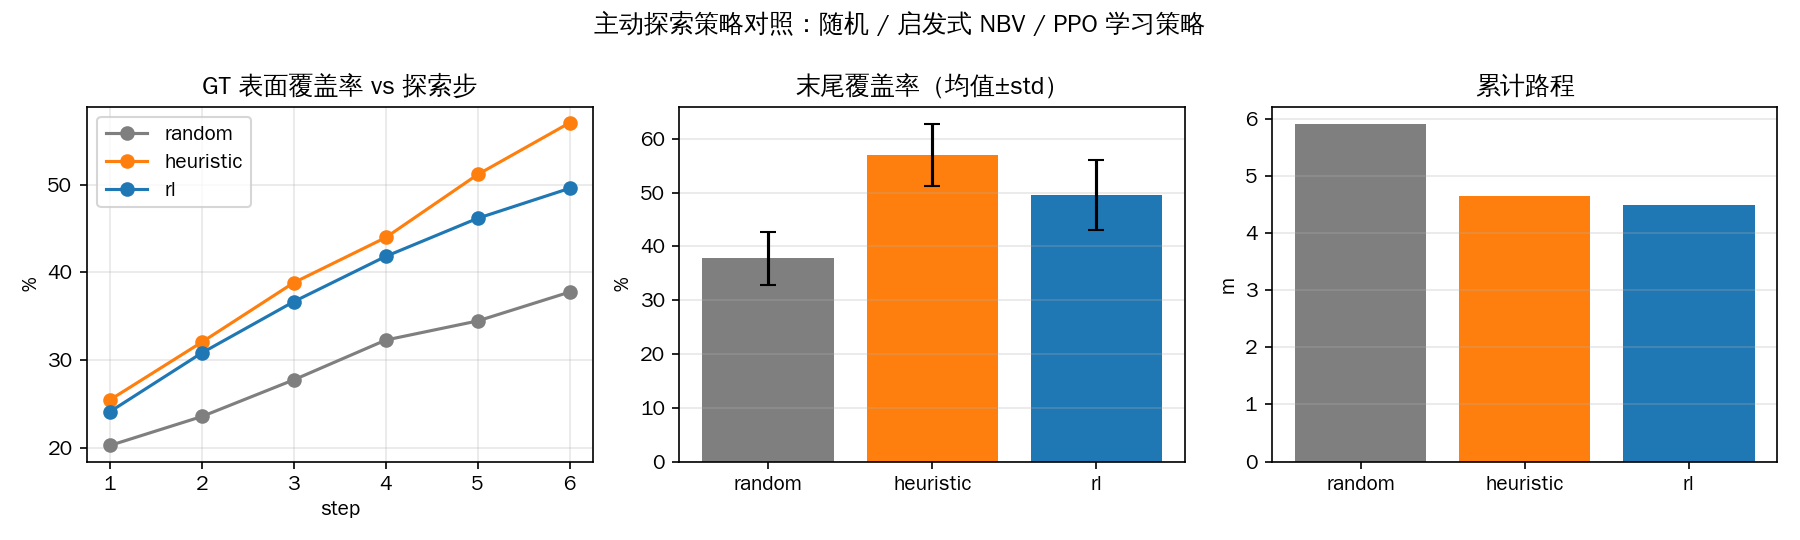 主动探索策略对照：随机 / 启发式 NBV / PPO 学习策略
GT 表面覆盖率 vs 探索步
random
heuristic
rl
50
40
30
20
%
1 2 3 4 5 6
step
末尾覆盖率（均值±std）
60
50
40
30
20
10
0
%
random heuristic rl
累计路程
6
5
4
3
2
1
0
m
random heuristic rl